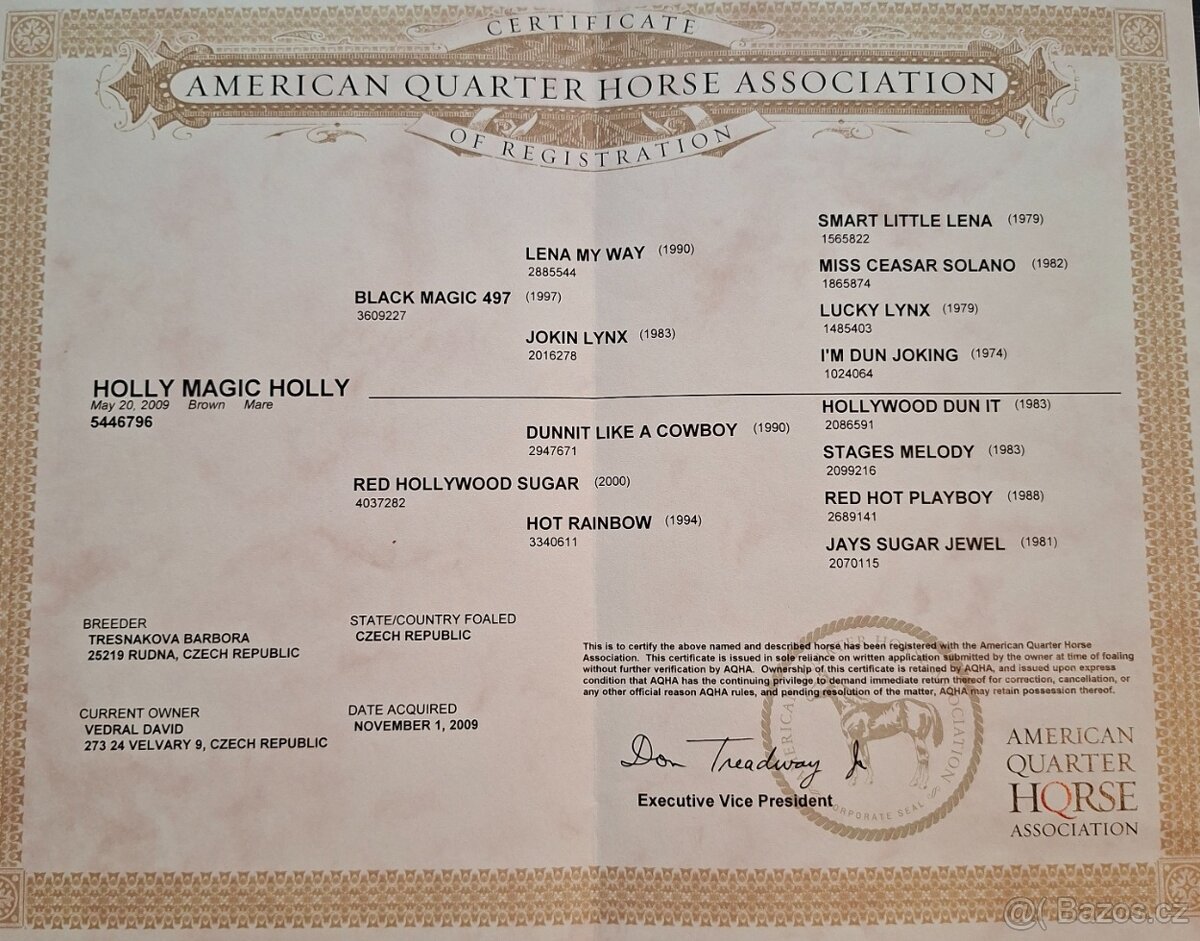 CERTIFICATE
AMERICAN QUARTER HORSE ASSOCIATION
OF REGISTRATION
SMART LITTLE LENA (1979)
1565822
LENA MY WAY (1990)
2885544
MISS CEASAR SOLANO (1982)
1865874
BLACK MAGIC 497 (1997)
3609227
LUCKY LYNX (1979)
1485403
JOKIN LYNX (1983)
2016278
I'M DUN JOKING (1974)
1024064
HOLLY MAGIC HOLLY
May 20, 2009 Brown Mare
5446796
HOLLYWOOD DUN IT (1983)
2086591
DUNNIT LIKE A COWBOY (1990)
2947671
STAGES MELODY (1983)
2099216
RED HOLLYWOOD SUGAR (2000)
4037282
RED HOT PLAYBOY (1988)
2689141
HOT RAINBOW (1994)
3340611
JAYS SUGAR JEWEL (1981)
2070115
BREEDER
TRESNAKOVA BARBORA
25219 RUDNA, CZECH REPUBLIC
STATE/COUNTRY FOALED
CZECH REPUBLIC
CURRENT OWNER
VEDRAL DAVID
273 24 VELVARY 9, CZECH REPUBLIC
DATE ACQUIRED
NOVEMBER 1, 2009
This is to certify the above named and described horse has been registered with the American Quarter Horse
Association. This certificate is issued in sole reliance on written application submitted by the owner at time of foaling
without further verification by AQHA. Ownership of this certificate is retained by AQHA, and issued upon express
condition that AQHA has the continuing privilege to demand immediate return thereof for correction, cancellation, or
any other official reason AQHA rules, and pending resolution of the matter, AQHA may retain possession thereof.
Don Treadway Jr
Executive Vice President
CORPORATE SEAL
AMERICAN
QUARTER
HORSE
ASSOCIATION
@( Bazos.cz